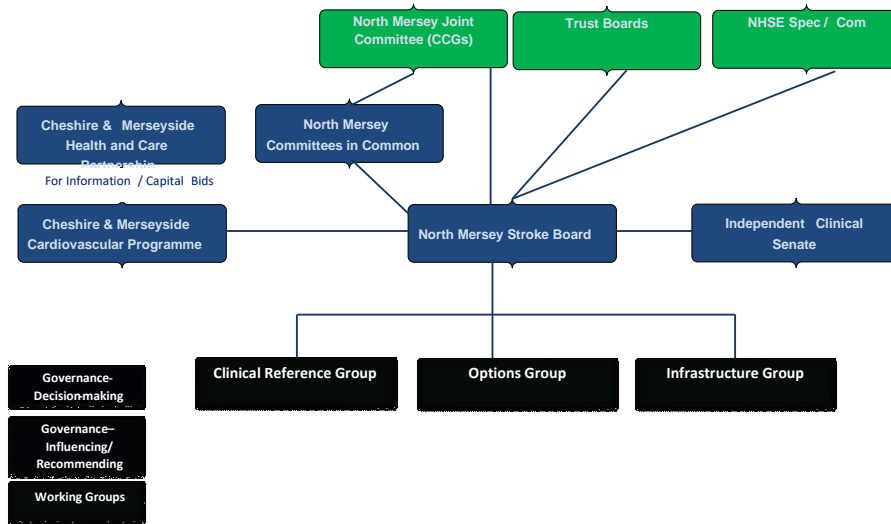 North Mersey Joint
Committee (CCGs)
Trust Boards
NHSE Spec / Com
Cheshire & Merseyside
Health and Care
Partnership
For Information / Capital Bids
North Mersey
Committees in Common
Cheshire & Merseyside
Cardiovascular Programme
North Mersey Stroke Board
Independent Clinical
Senate
Clinical Reference Group
Options Group
Infrastructure Group
Governance-
Decision-making
Governance–
Influencing/
Recommending
Working Groups